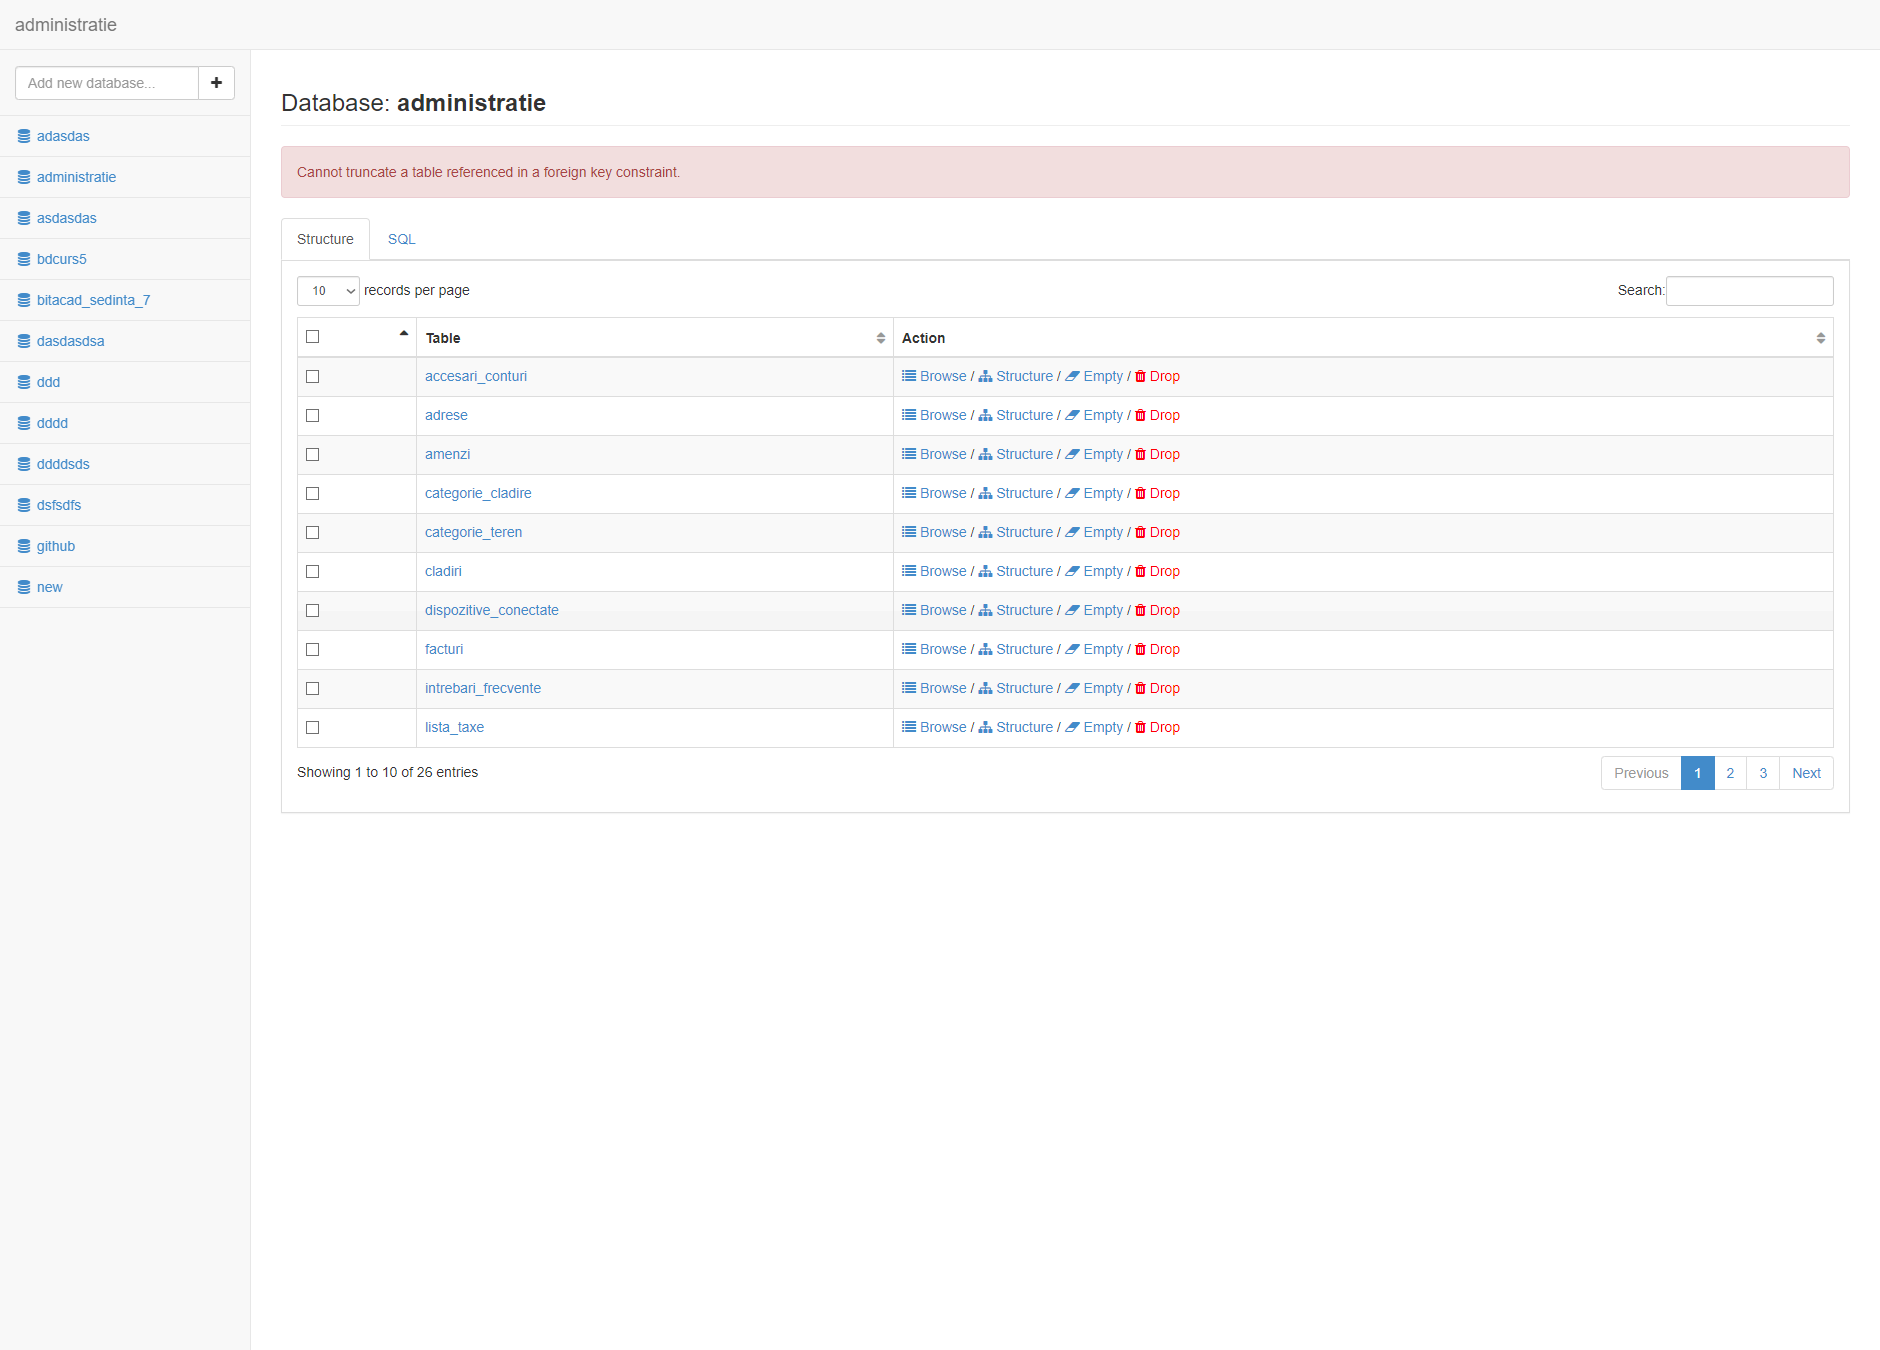 administratie
Add new database...
adasdas
administratie
asdasdas
bdcurs5
bitacad_sedinta_7
dasdasdsa
ddd
dddd
ddddsds
dsfsdfs
github
new
Database: administratie
Cannot truncate a table referenced in a foreign key constraint.
Structure SQL
10 records per page Search:
Table Action
accesari_conturi Browse / Structure / Empty / Drop
adrese Browse / Structure / Empty / Drop
amenzi Browse / Structure / Empty / Drop
categorie_cladire Browse / Structure / Empty / Drop
categorie_teren Browse / Structure / Empty / Drop
cladiri Browse / Structure / Empty / Drop
dispozitive_conectate Browse / Structure / Empty / Drop
facturi Browse / Structure / Empty / Drop
intrebari_frecvente Browse / Structure / Empty / Drop
lista_taxe Browse / Structure / Empty / Drop
Showing 1 to 10 of 26 entries Previous 1 2 3 Next